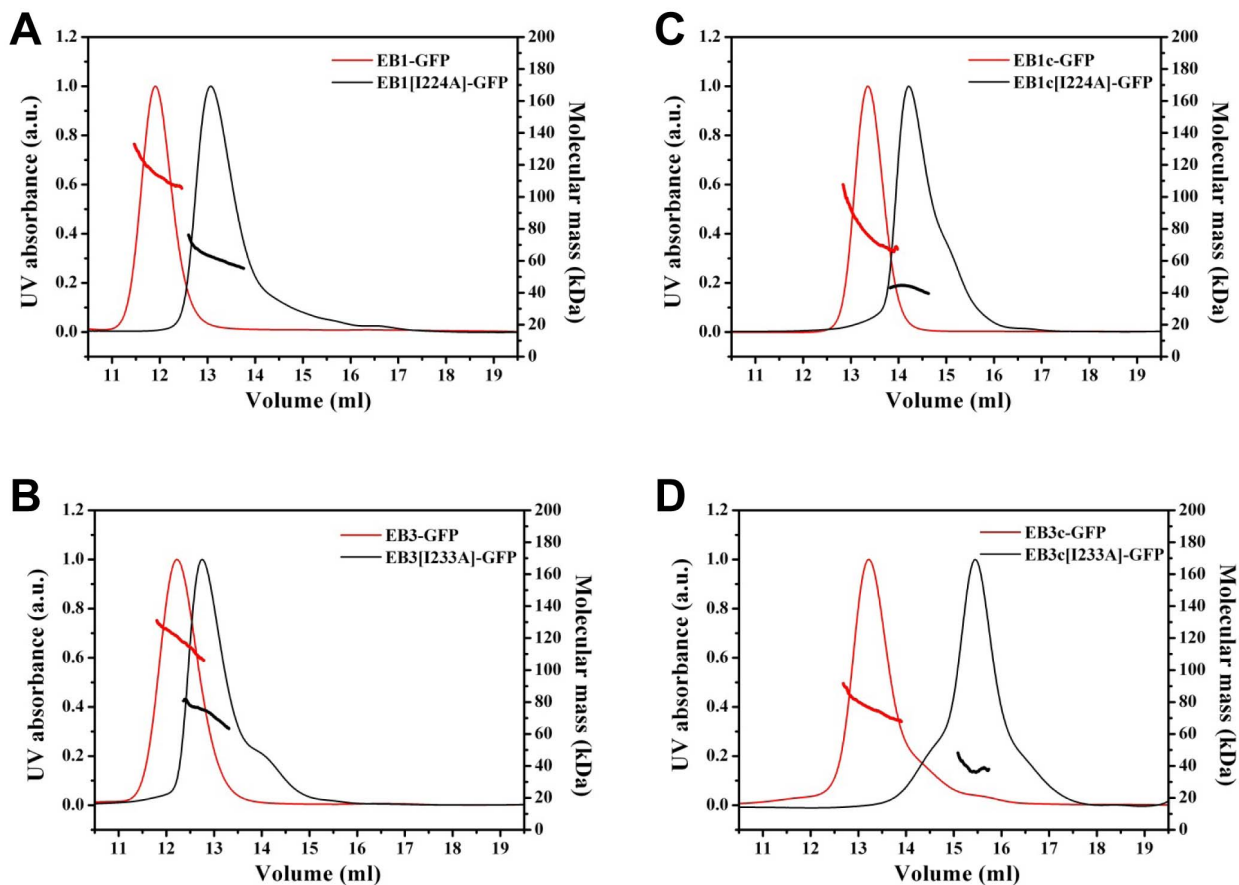 A
EB1-GFP
EB1[I224A]-GFP
UV absorbance (a.u.)
1.2
1.0
0.8
0.6
0.4
0.2
0.0
200
180
160
140
120
100
80
60
40
20
0
Molecular mass (kDa)
11 12 13 14 15 16 17 18 19
Volume (ml)
C
EB1c-GFP
EB1c[I224A]-GFP
UV absorbance (a.u.)
1.2
1.0
0.8
0.6
0.4
0.2
0.0
200
180
160
140
120
100
80
60
40
20
0
Molecular mass (kDa)
11 12 13 14 15 16 17 18 19
Volume (ml)
B
EB3-GFP
EB3[I233A]-GFP
UV absorbance (a.u.)
1.2
1.0
0.8
0.6
0.4
0.2
0.0
200
180
160
140
120
100
80
60
40
20
0
Molecular mass (kDa)
11 12 13 14 15 16 17 18 19
Volume (ml)
D
EB3c-GFP
EB3c[I233A]-GFP
UV absorbance (a.u.)
1.2
1.0
0.8
0.6
0.4
0.2
0.0
200
180
160
140
120
100
80
60
40
20
0
Molecular mass (kDa)
11 12 13 14 15 16 17 18 19
Volume (ml)